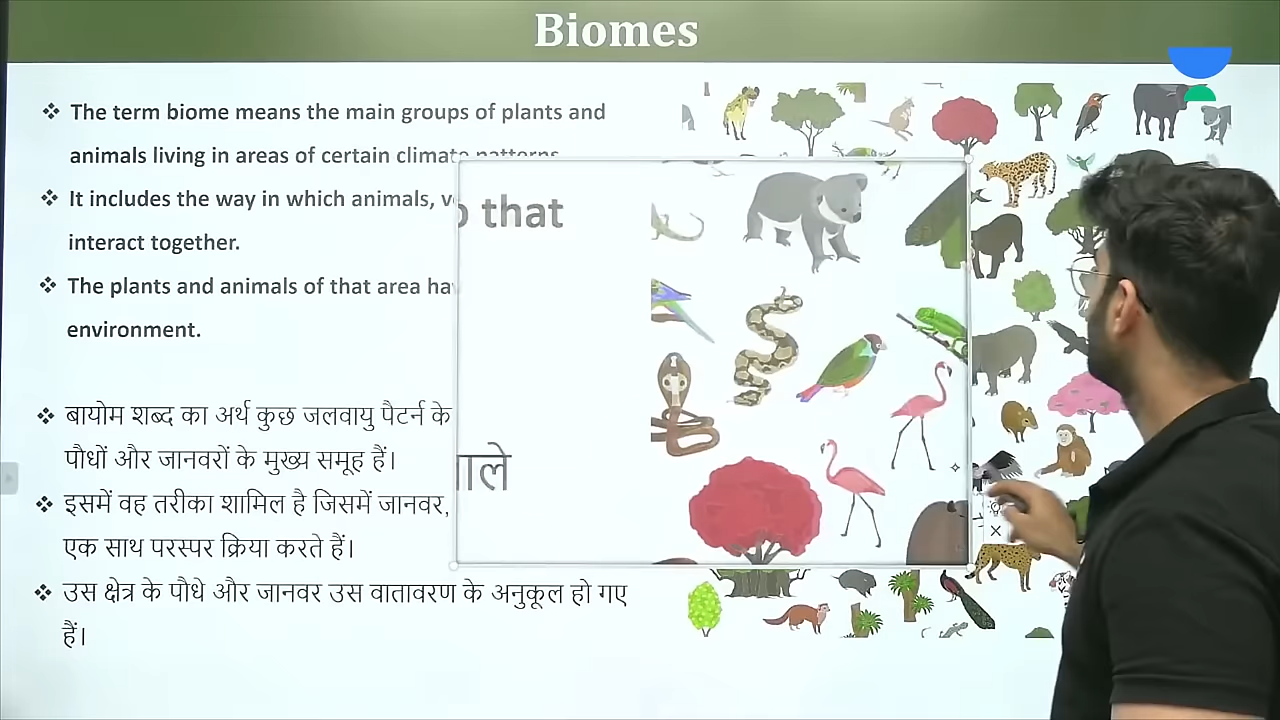 Biomes
❖ The term biome means the main groups of plants and
animals living in areas of certain climate patterns.
❖ It includes the way in which animals,
interact together.
❖ The plants and animals of that area
environment.
that
❖ बायोम शब्द का अर्थ कुछ जलवायु पैटर्न के
पौधों और जानवरों के मुख्य समूह हैं।
❖ इसमें वह तरीका शामिल है जिसमें जानवर,
एक साथ परस्पर क्रिया करते हैं।
❖ उस क्षेत्र के पौधे और जानवर उस वातावरण के अनुकूल हो गए
हैं।